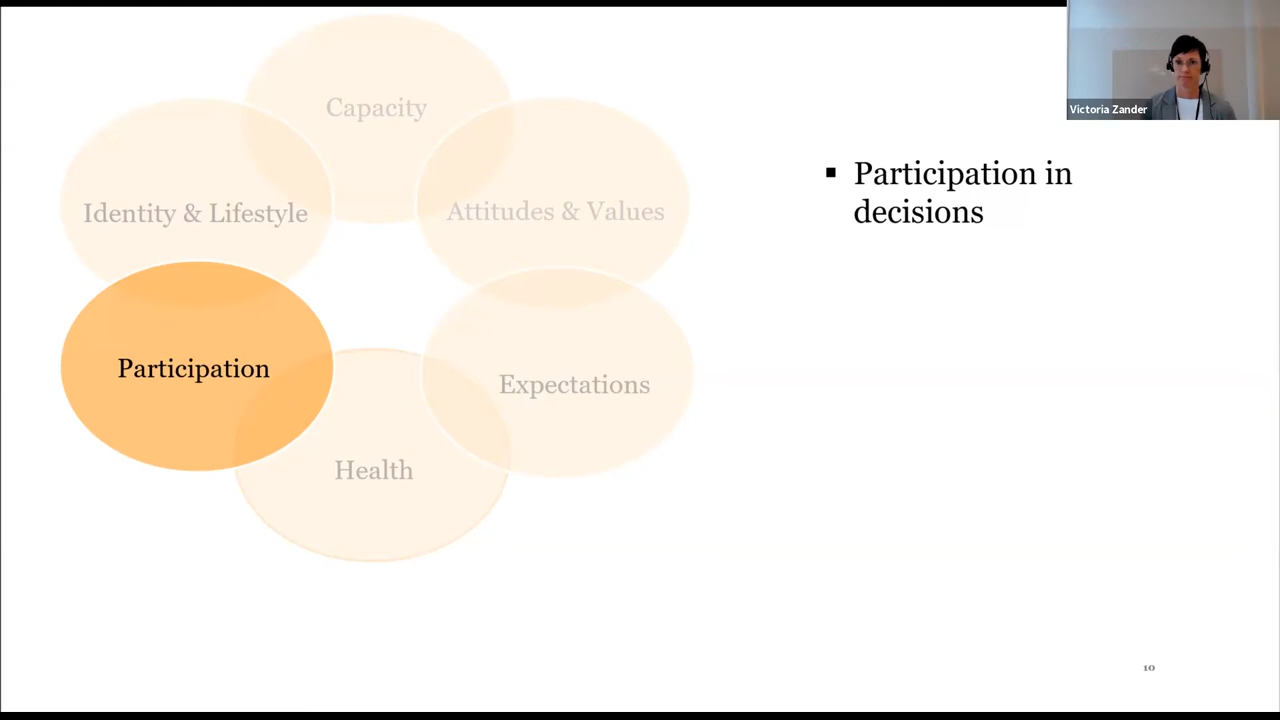 Capacity
Identity & Lifestyle
Attitudes & Values
Participation
Expectations
Health
▪ Participation in
decisions
Victoria Zander
10